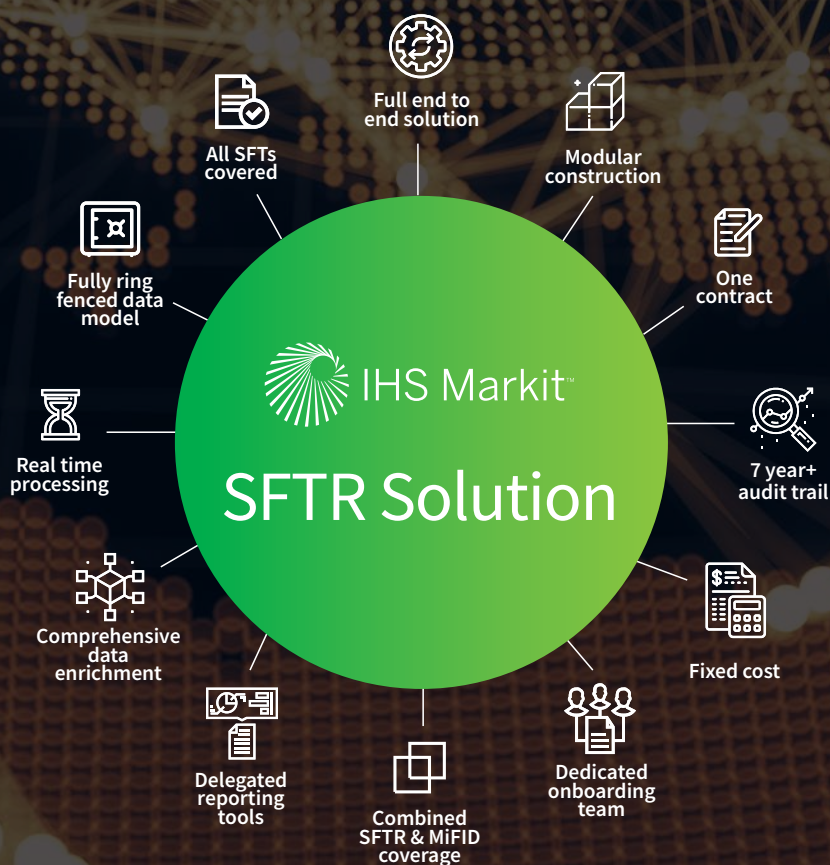 Full end to
end solution
All SFTs
covered
Modular
construction
Fully ring
fenced data
model
One
contract
IHS Markit™
SFTR Solution
Real time
processing
7 year+
audit trail
Comprehensive
data
enrichment
Fixed cost
Delegated
reporting
tools
Dedicated
onboarding
team
Combined
SFTR & MiFID
coverage